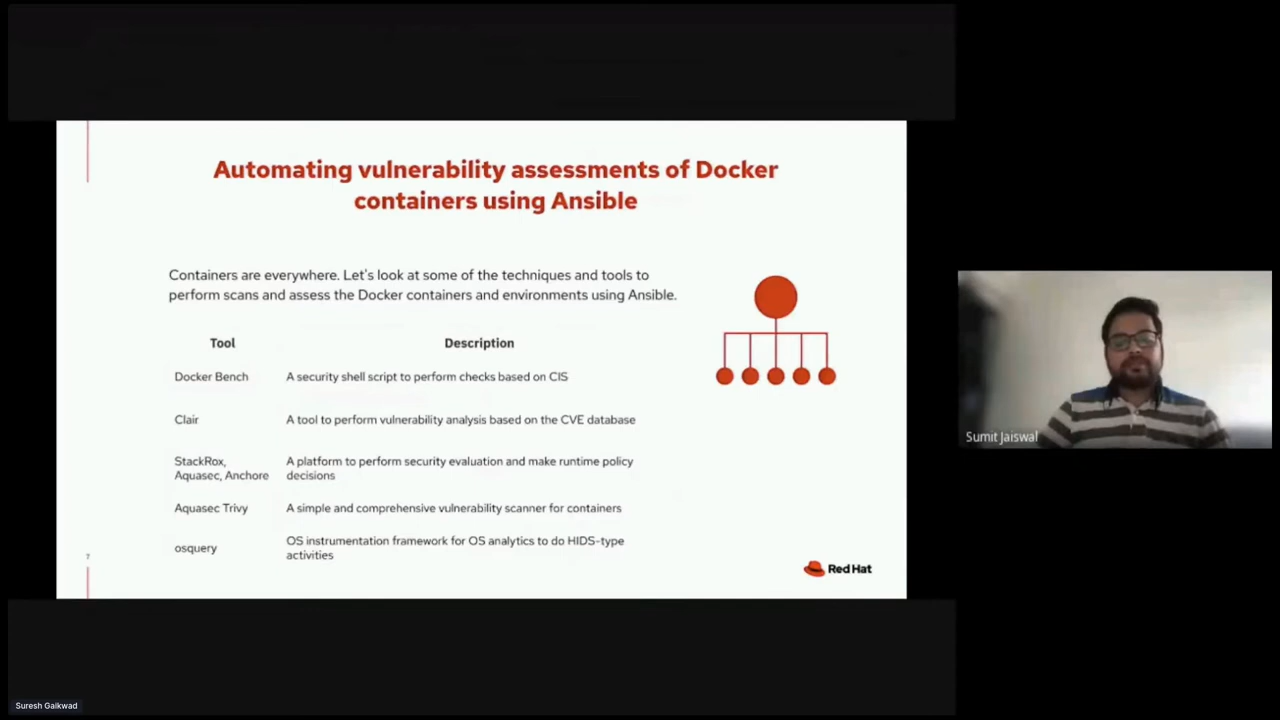 Automating vulnerability assessments of Docker
containers using Ansible
Containers are everywhere. Let's look at some of the techniques and tools to
perform scans and assess the Docker containers and environments using Ansible.
Tool Description
Docker Bench A security shell script to perform checks based on CIS
Clair A tool to perform vulnerability analysis based on the CVE database
StackRox, A platform to perform security evaluation and make runtime policy
Aquasec, Anchore decisions
Aquasec Trivy A simple and comprehensive vulnerability scanner for containers
osquery OS instrumentation framework for OS analytics to do HIDS-type
activities
7
Red Hat
Sumit Jaiswal
Suresh Gaikwad